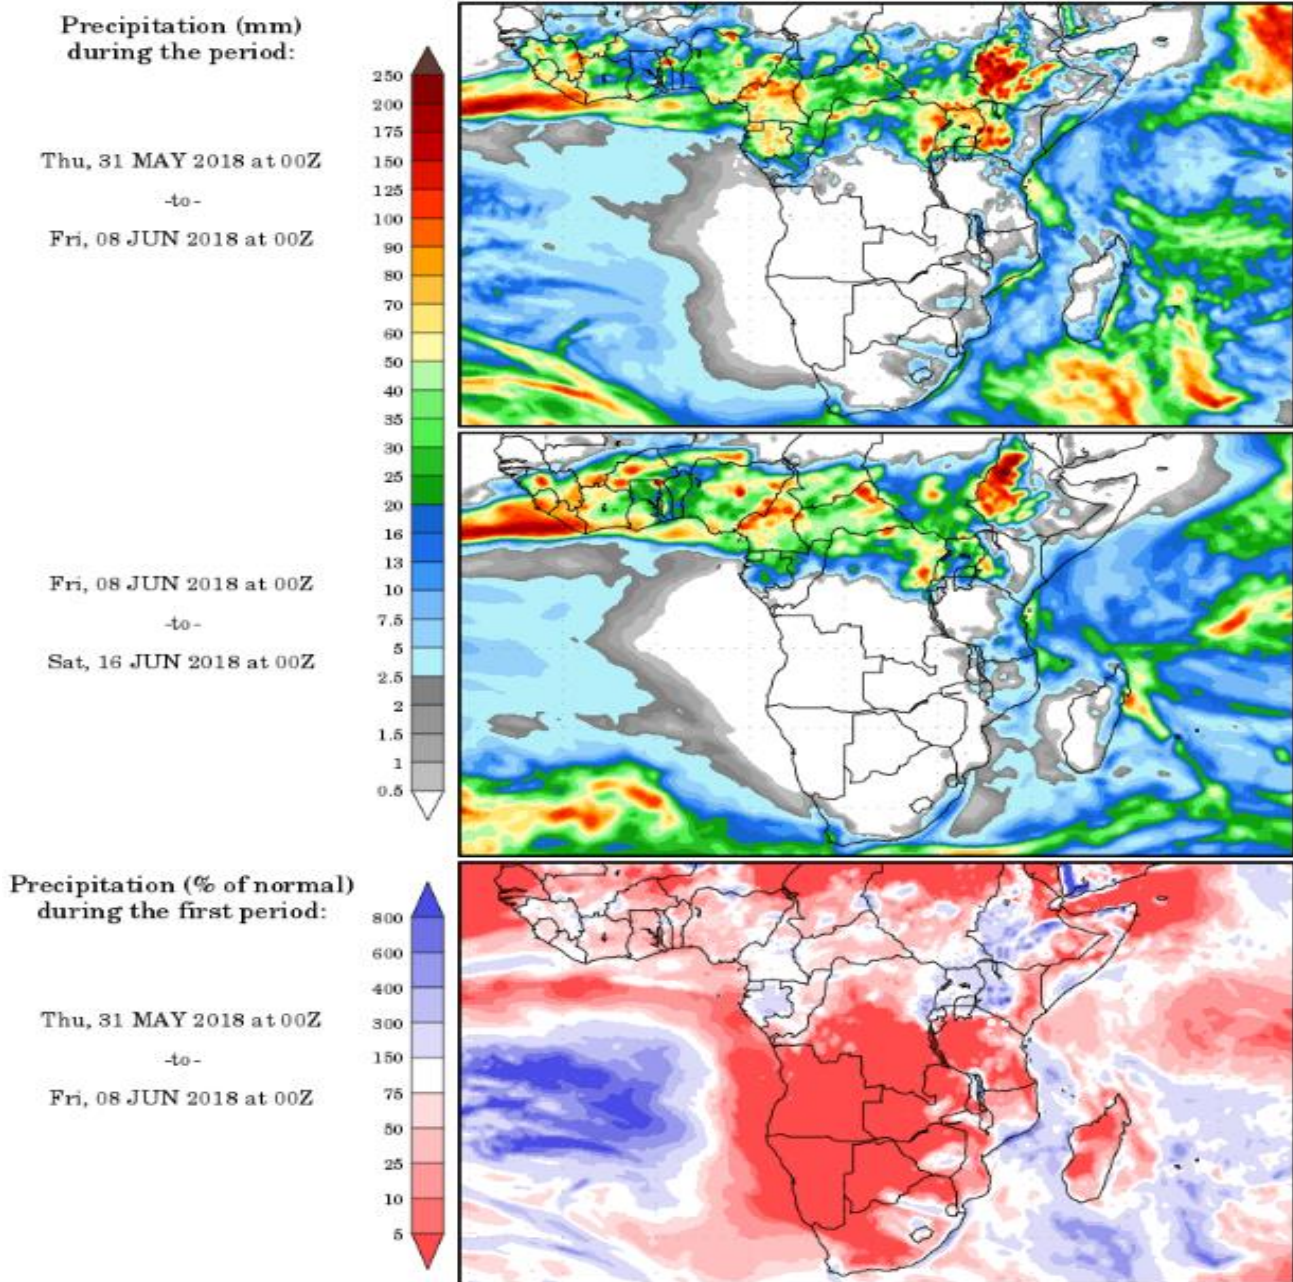 Precipitation (mm)
during the period:
Thu, 31 MAY 2018 at 00Z
-to-
Fri, 08 JUN 2018 at 00Z
Fri, 08 JUN 2018 at 00Z
-to-
Sat, 16 JUN 2018 at 00Z
250
200
175
150
125
100
90
80
70
60
50
40
35
30
25
20
16
13
10
7.5
5
2.5
2
1.5
1
0.5
Precipitation (% of normal)
during the first period:
Thu, 31 MAY 2018 at 00Z
-to-
Fri, 08 JUN 2018 at 00Z
800
600
400
300
150
75
50
25
10
5